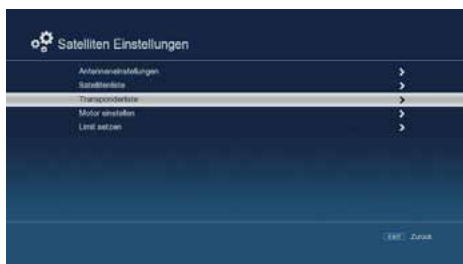 Satelliten Einstellungen
Antenneneinstellungen
Satellitenliste
Transponderliste
Motor einstellen
Limit setzen
EXIT Zurück